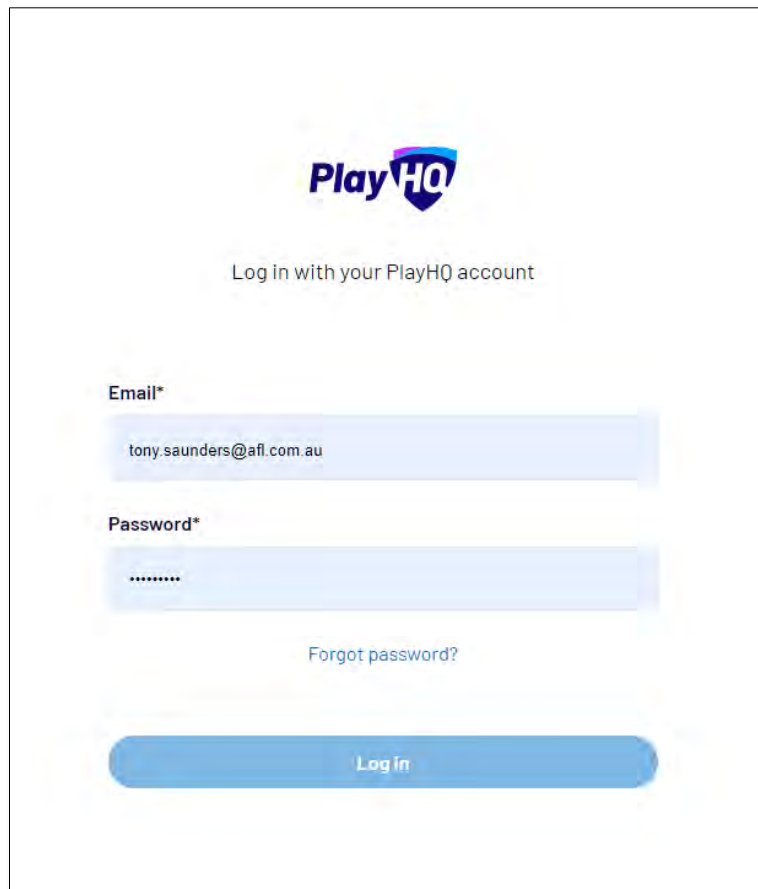 PlayHQ
Log in with your PlayHQ account
Email*
tony.saunders@afl.com.au
Password*
•••••••••
Forgot password?
Log in